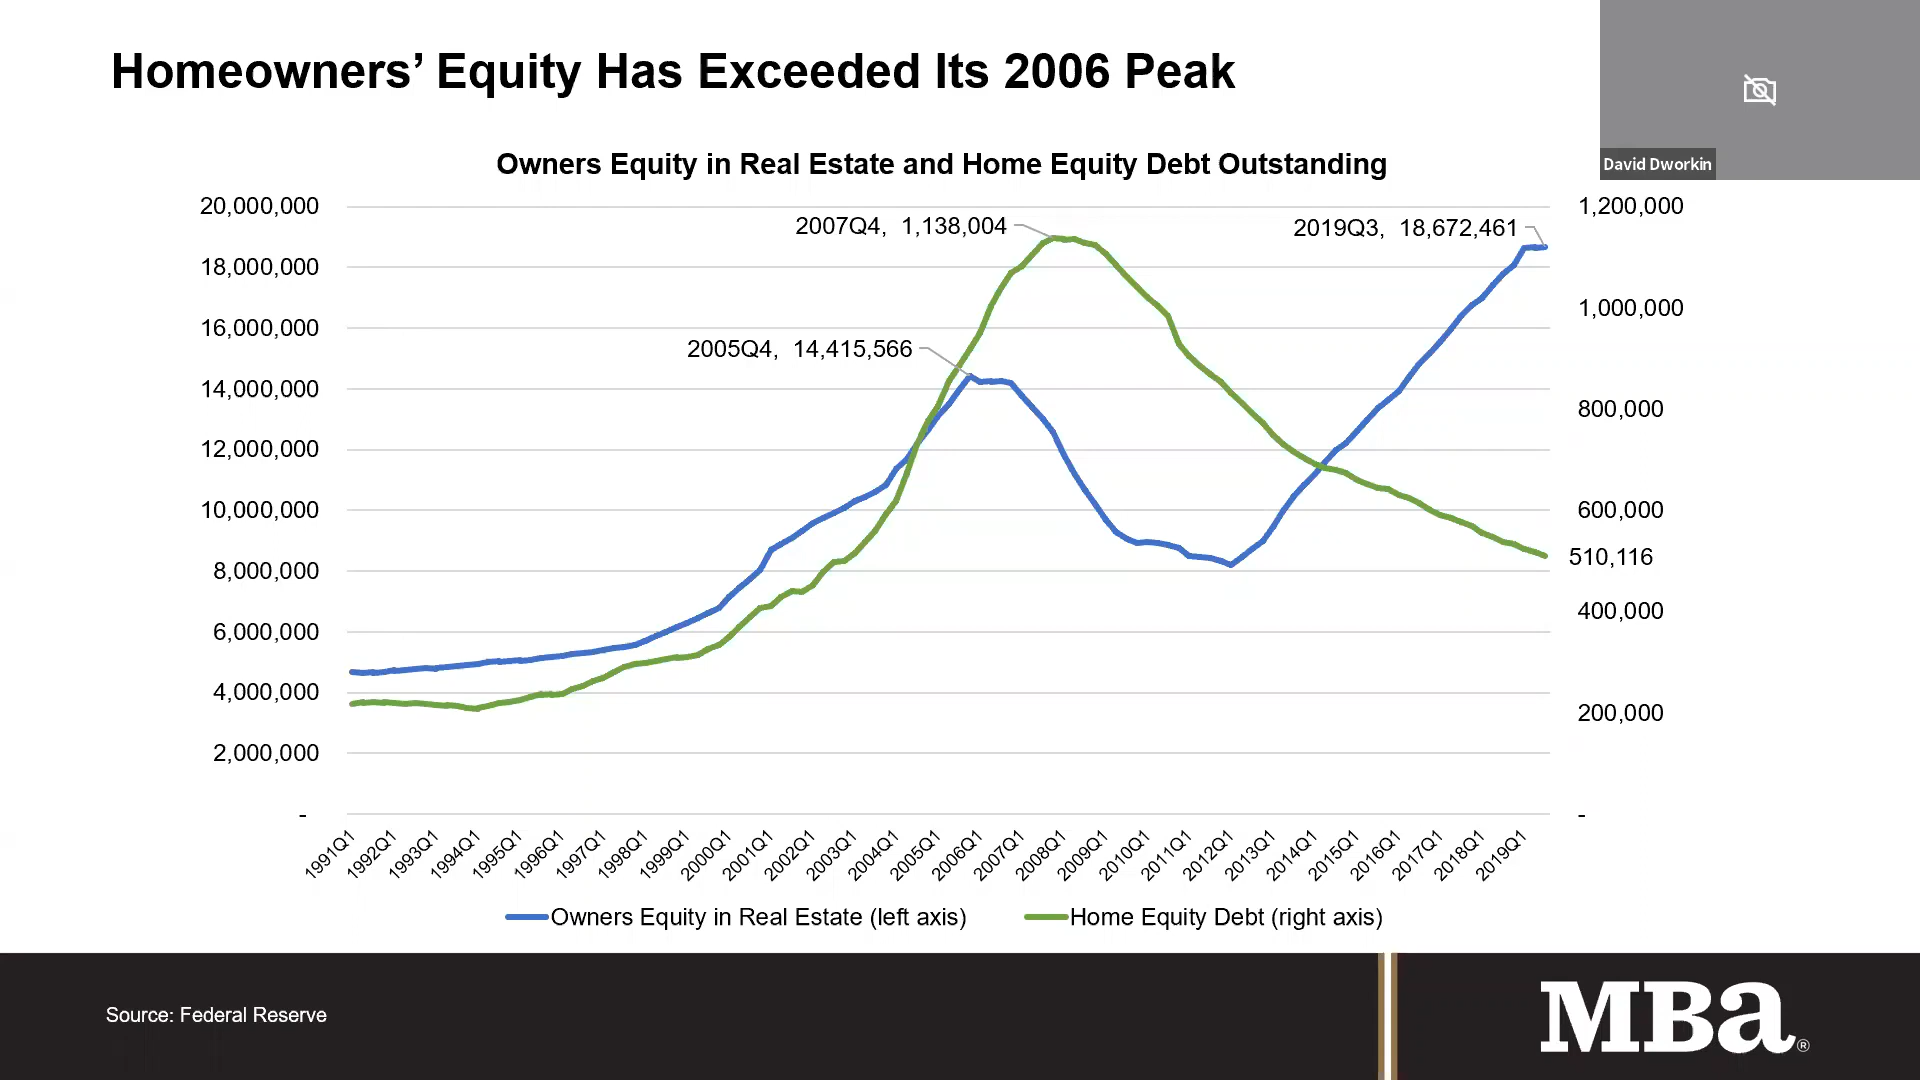 Homeowners’ Equity Has Exceeded Its 2006 Peak
David Dworkin
Owners Equity in Real Estate and Home Equity Debt Outstanding
20,000,000
18,000,000
16,000,000
14,000,000
12,000,000
10,000,000
8,000,000
6,000,000
4,000,000
2,000,000
-
2007Q4, 1,138,004
2019Q3, 18,672,461
2005Q4, 14,415,566
1,200,000
1,000,000
800,000
600,000
510,116
400,000
200,000
-
1991Q1
1992Q1
1993Q1
1994Q1
1995Q1
1996Q1
1997Q1
1998Q1
1999Q1
2000Q1
2001Q1
2002Q1
2003Q1
2004Q1
2005Q1
2006Q1
2007Q1
2008Q1
2009Q1
2010Q1
2011Q1
2012Q1
2013Q1
2014Q1
2015Q1
2016Q1
2017Q1
2018Q1
2019Q1
Owners Equity in Real Estate (left axis)
Home Equity Debt (right axis)
Source: Federal Reserve
MBa®